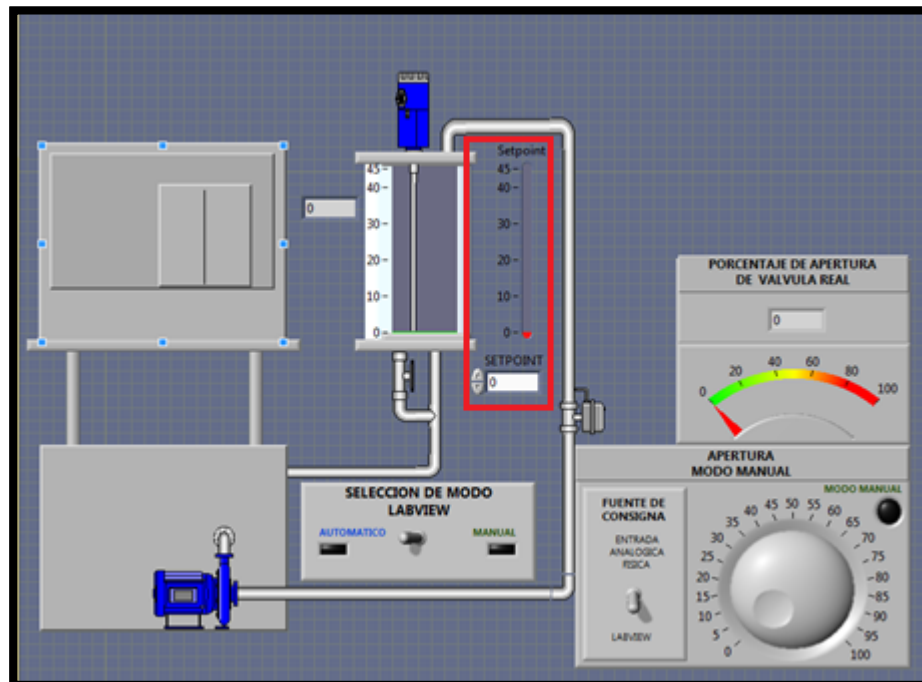 Setpoint
45
40
30
20
10
0
45
40
30
20
10
0
0
SETPOINT
0
PORCENTAJE DE APERTURA
DE VALVULA REAL
0
0
20
40
60
80
100
SELECCION DE MODO
LABVIEW
AUTOMATICO
MANUAL
APERTURA
MODO MANUAL
MODO MANUAL
FUENTE DE
CONSIGNA
ENTRADA
ANALOGICA
FISICA
LABVIEW
0
5
10
15
20
25
30
35
40
45
50
55
60
65
70
75
80
85
90
95
100